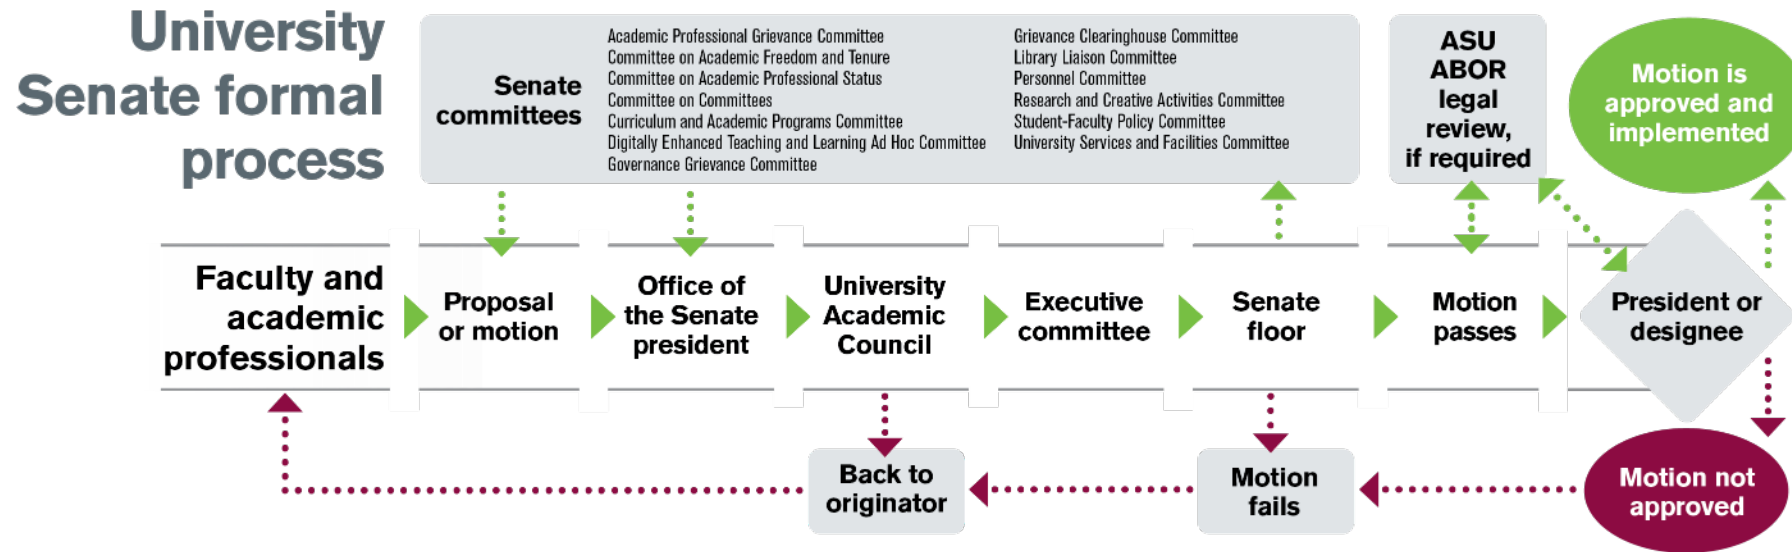 University
Senate formal
process
Senate
committees
Academic Professional Grievance Committee
Committee on Academic Freedom and Tenure
Committee on Academic Professional Status
Committee on Committees
Curriculum and Academic Programs Committee
Digitally Enhanced Teaching and Learning Ad Hoc Committee
Governance Grievance Committee
Grievance Clearinghouse Committee
Library Liaison Committee
Personnel Committee
Research and Creative Activities Committee
Student-Faculty Policy Committee
University Services and Facilities Committee
ASU
ABOR
legal
review,
if required
Motion is
approved and
implemented
Faculty and
academic
professionals
Proposal
or motion
Office of
the Senate
president
University
Academic
Council
Executive
committee
Senate
floor
Motion
passes
President or
designee
Back to
originator
Motion
fails
Motion not
approved